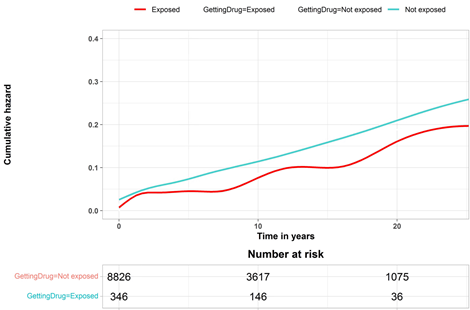 Exposed GettingDrug=Exposed GettingDrug=Not exposed Not exposed
Cumulative hazard
0.4
0.3
0.2
0.1
0.0
0 10 20
Time in years
Number at risk
GettingDrug=Not exposed 8826 3617 1075
GettingDrug=Exposed 346 146 36